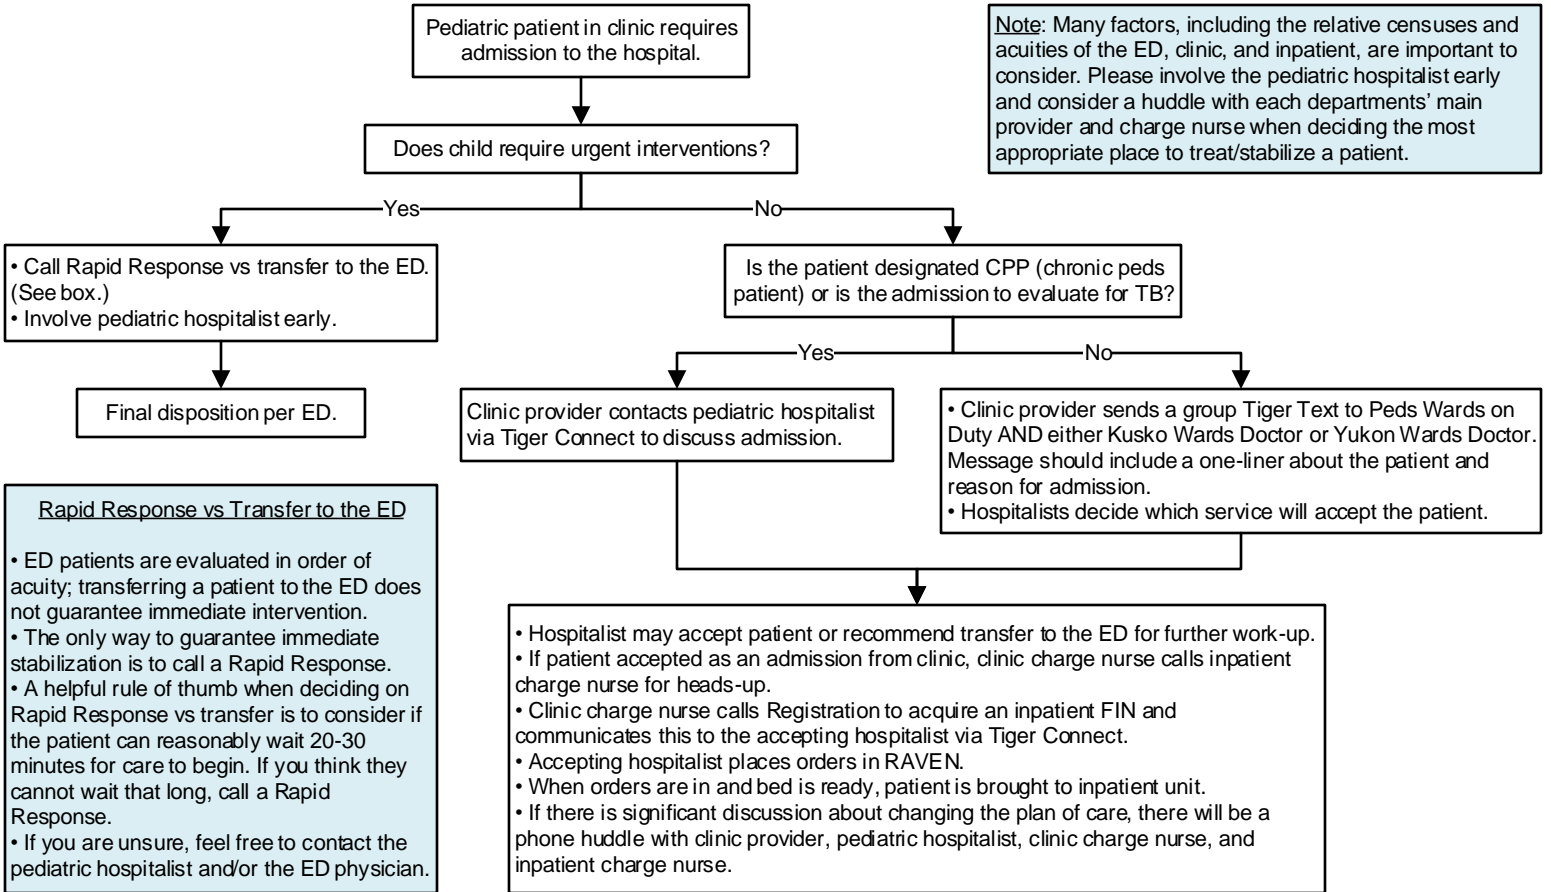 Pediatric patient in clinic requires
admission to the hospital.
Note: Many factors, including the relative censuses and
acuities of the ED, clinic, and inpatient, are important to
consider. Please involve the pediatric hospitalist early
and consider a huddle with each departments' main
provider and charge nurse when deciding the most
appropriate place to treat/stabilize a patient.
Does child require urgent interventions?
Yes
No
• Call Rapid Response vs transfer to the ED.
(See box.)
• Involve pediatric hospitalist early.
Is the patient designated CPP (chronic peds
patient) or is the admission to evaluate for TB?
Final disposition per ED.
Yes
No
Clinic provider contacts pediatric hospitalist
via Tiger Connect to discuss admission.
• Clinic provider sends a group Tiger Text to Peds Wards on
Duty AND either Kusko Wards Doctor or Yukon Wards Doctor.
Message should include a one-liner about the patient and
reason for admission.
• Hospitalists decide which service will accept the patient.
Rapid Response vs Transfer to the ED
• ED patients are evaluated in order of
acuity; transferring a patient to the ED does
not guarantee immediate intervention.
• The only way to guarantee immediate
stabilization is to call a Rapid Response.
• A helpful rule of thumb when deciding on
Rapid Response vs transfer is to consider if
the patient can reasonably wait 20-30
minutes for care to begin. If you think they
cannot wait that long, call a Rapid
Response.
• If you are unsure, feel free to contact the
pediatric hospitalist and/or the ED physician.
• Hospitalist may accept patient or recommend transfer to the ED for further work-up.
• If patient accepted as an admission from clinic, clinic charge nurse calls inpatient
charge nurse for heads-up.
• Clinic charge nurse calls Registration to acquire an inpatient FIN and
communicates this to the accepting hospitalist via Tiger Connect.
• Accepting hospitalist places orders in RAVEN.
• When orders are in and bed is ready, patient is brought to inpatient unit.
• If there is significant discussion about changing the plan of care, there will be a
phone huddle with clinic provider, pediatric hospitalist, clinic charge nurse, and
inpatient charge nurse.